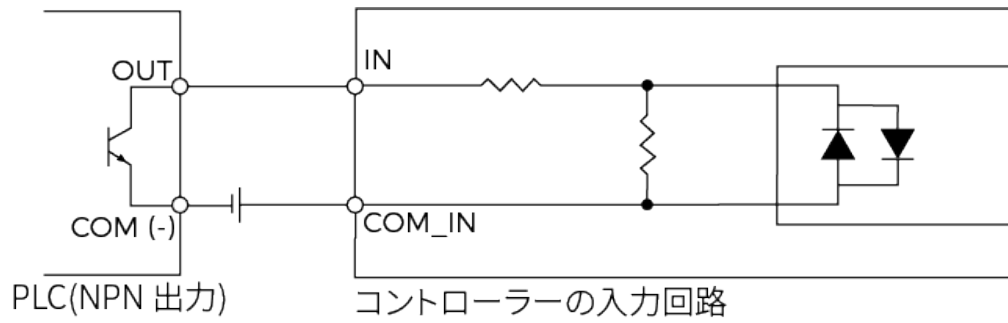 OUT
IN
COM (-)
COM_IN
PLC(NPN 出力)
コントローラーの入力回路